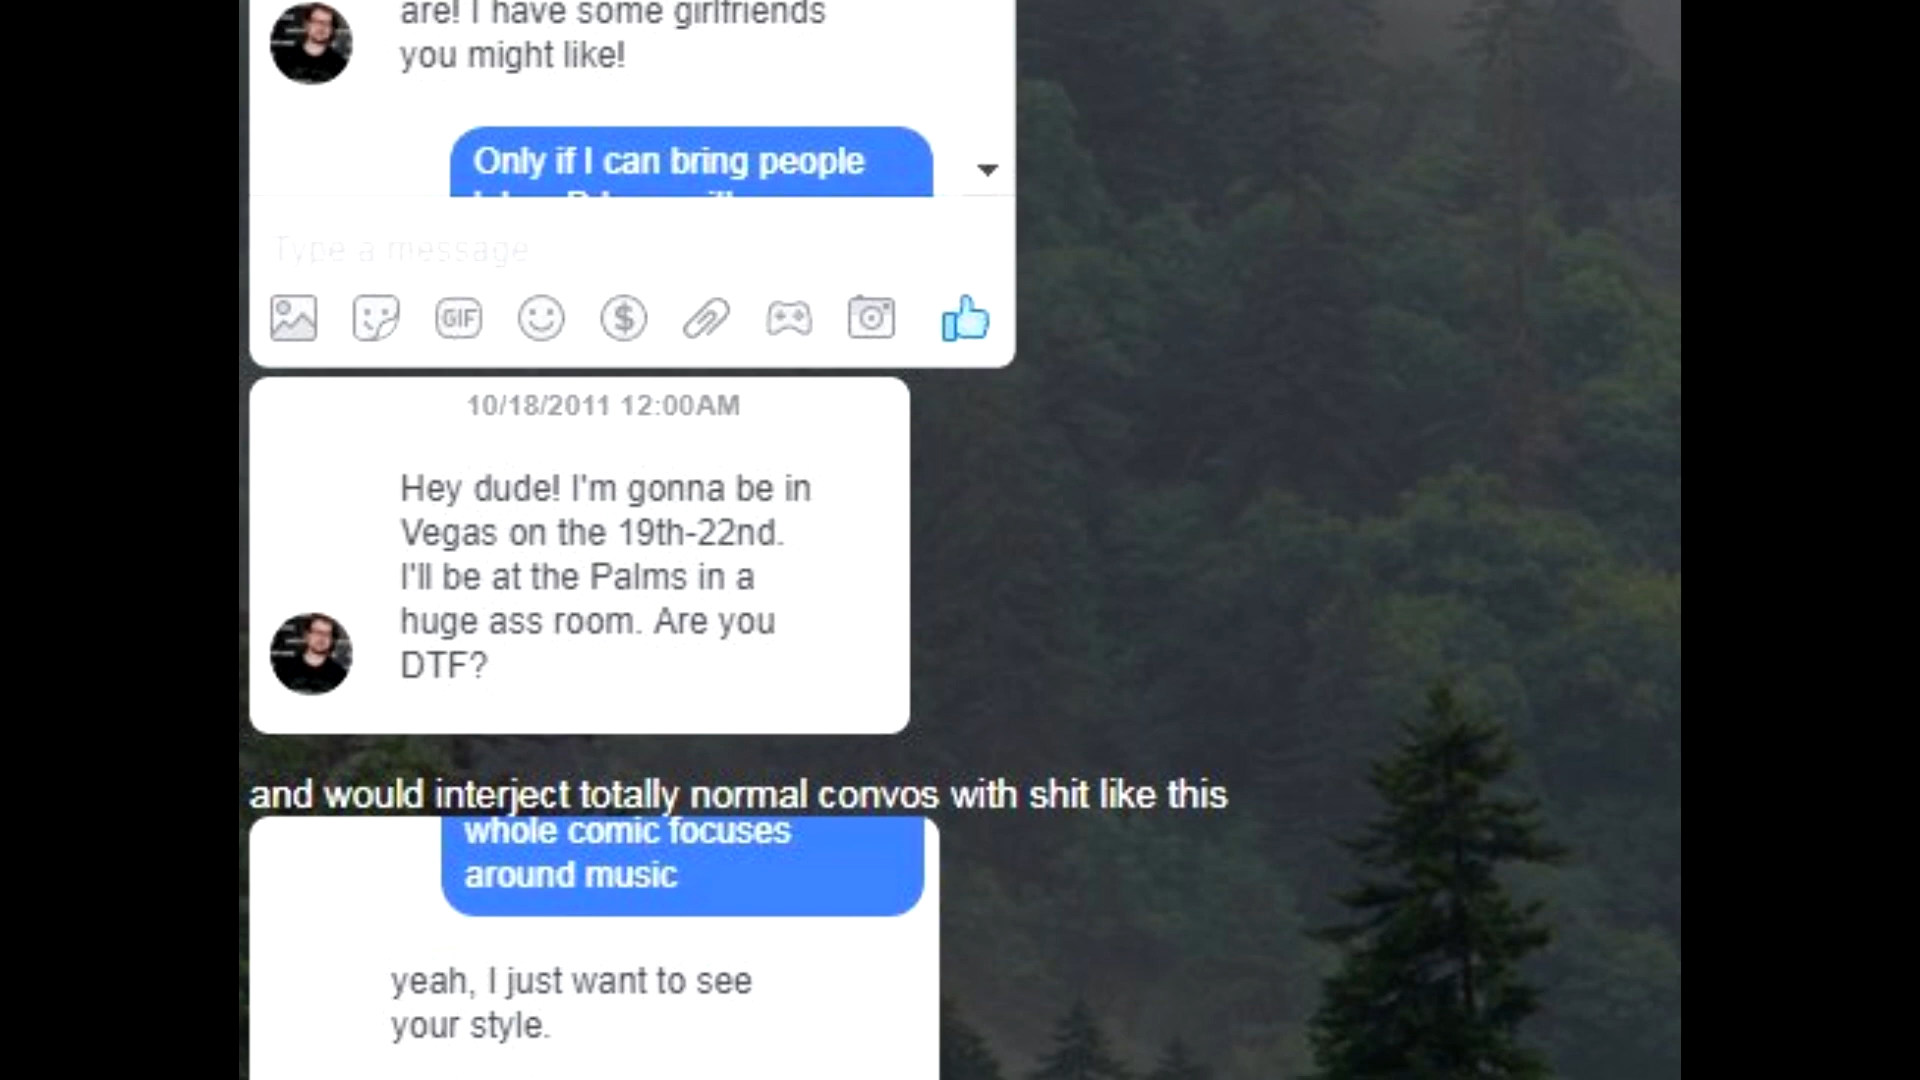 are! I have some girlfriends
you might like!
Only if I can bring people
Type a message
GIF
$
10/18/2011 12:00AM
Hey dude! I'm gonna be in
Vegas on the 19th-22nd.
I'll be at the Palms in a
huge ass room. Are you
DTF?
and would interject totally normal convos with shit like this
whole comic focuses
around music
yeah, I just want to see
your style.